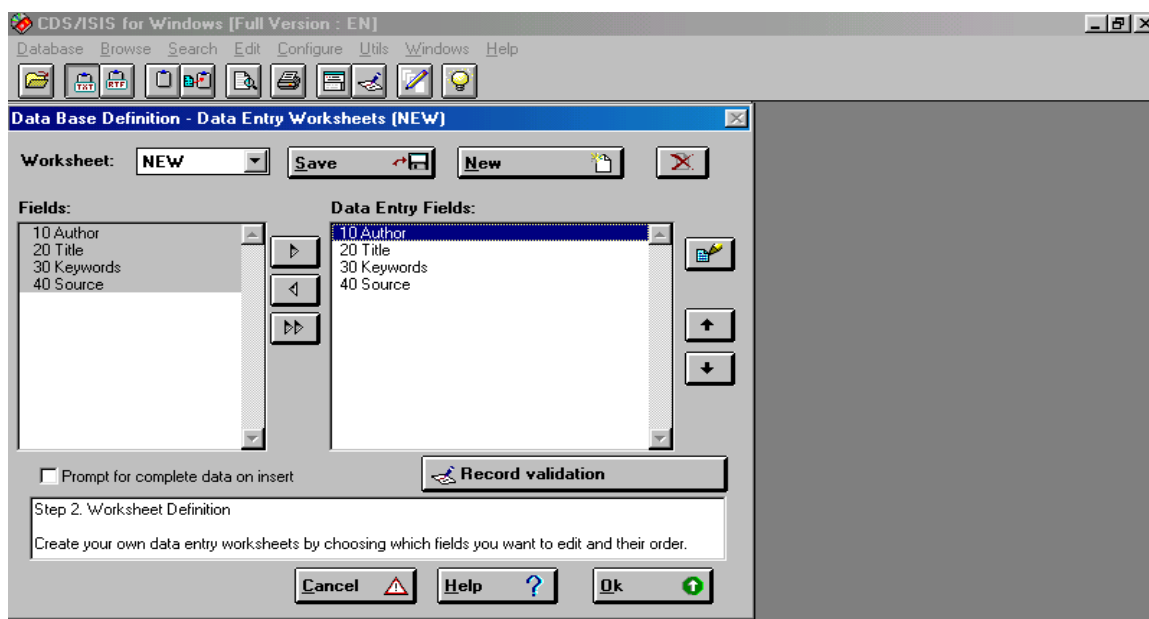 CDS/ISIS for Windows [Full Version : EN]
Database Browse Search Edit Configure Utils Windows Help
TXT RTF
Data Base Definition - Data Entry Worksheets (NEW)
Worksheet: NEW Save New
Fields: Data Entry Fields:
10 Author 10 Author
20 Title 20 Title
30 Keywords 30 Keywords
40 Source 40 Source
Prompt for complete data on insert Record validation
Step 2. Worksheet Definition
Create your own data entry worksheets by choosing which fields you want to edit and their order.
Cancel Help ? Ok